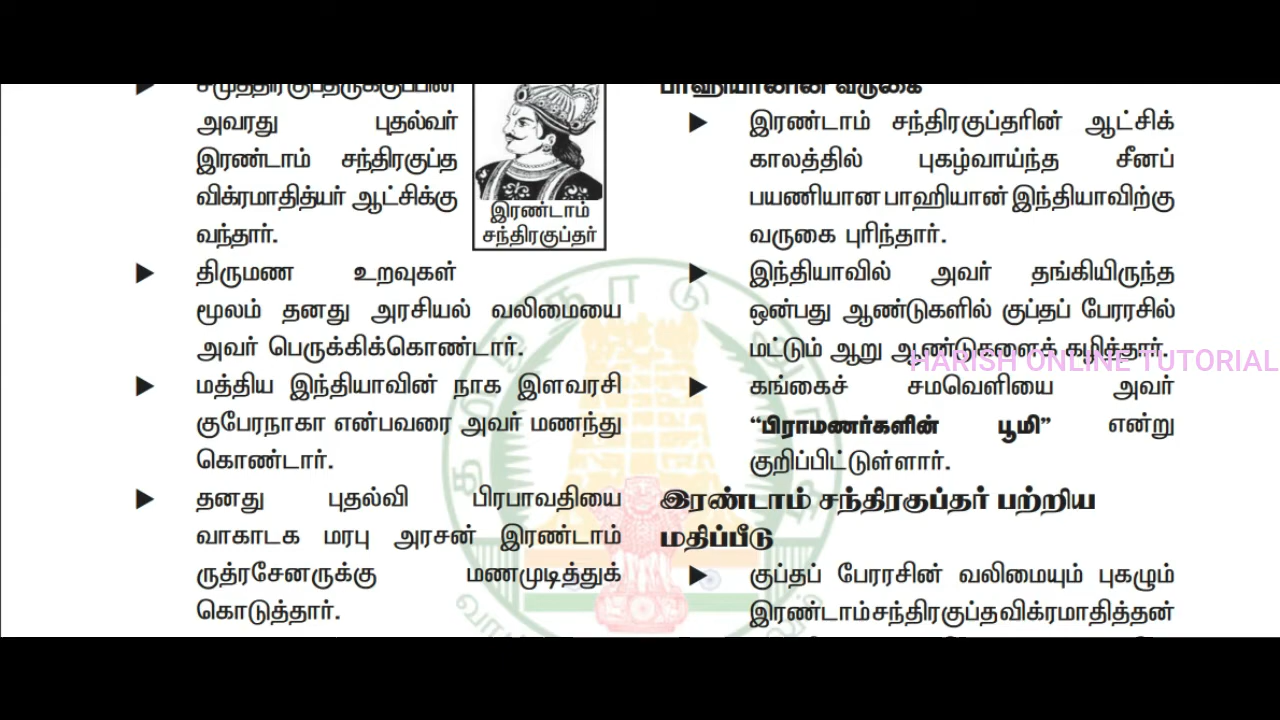 சமுத்திரகுப்தருக்குப்பின்
அவரது புதல்வர்
இரண்டாம் சந்திரகுப்த
விக்ரமாதித்யர் ஆட்சிக்கு
வந்தார்.
இரண்டாம்
சந்திரகுப்தர்
▶ திருமண உறவுகள்
மூலம் தனது அரசியல் வலிமையை
அவர் பெருக்கிக்கொண்டார்.
▶ மத்திய இந்தியாவின் நாக இளவரசி
குபேரநாகா என்பவரை அவர் மணந்து
கொண்டார்.
▶ தனது புதல்வி பிரபாவதியை
வாகாடக மரபு அரசன் இரண்டாம்
ருத்ரசேனருக்கு மணமுடித்துக்
கொடுத்தார்.
பாஹியானின் வருகை
▶ இரண்டாம் சந்திரகுப்தரின் ஆட்சிக்
காலத்தில் புகழ்வாய்ந்த சீனப்
பயணியான பாஹியான் இந்தியாவிற்கு
வருகை புரிந்தார்.
▶ இந்தியாவில் அவர் தங்கியிருந்த
ஒன்பது ஆண்டுகளில் குப்தப் பேரரசில்
மட்டும் ஆறு ஆண்டுகளைக் கழித்தார்.
HARISH ONLINE TUTORIAL
▶ கங்கைச் சமவெளியை அவர்
“பிராமணர்களின் பூமி” என்று
குறிப்பிட்டுள்ளார்.
இரண்டாம் சந்திரகுப்தர் பற்றிய
மதிப்பீடு
▶ குப்தப் பேரரசின் வலிமையும் புகழும்
இரண்டாம்சந்திரகுப்தவிக்ரமாதித்தன்